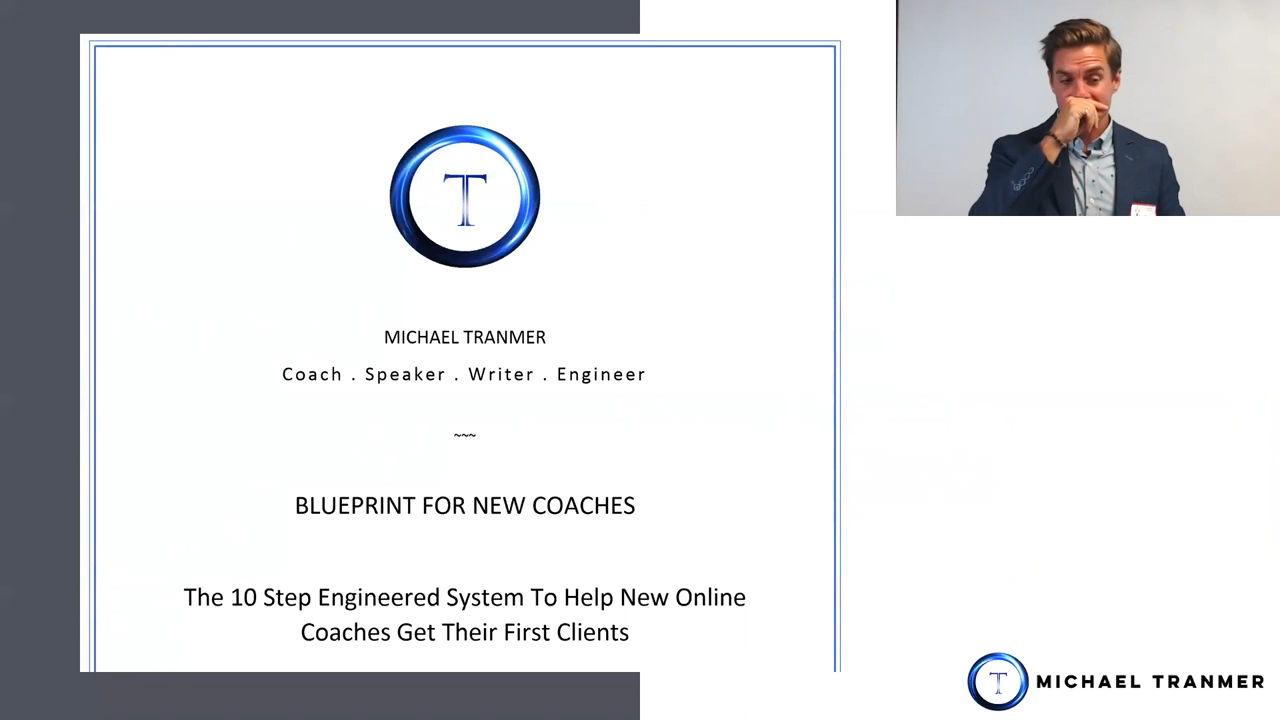 T
MICHAEL TRANMER
Coach . Speaker . Writer . Engineer
~~~
BLUEPRINT FOR NEW COACHES
The 10 Step Engineered System To Help New Online
Coaches Get Their First Clients
T MICHAEL TRANMER